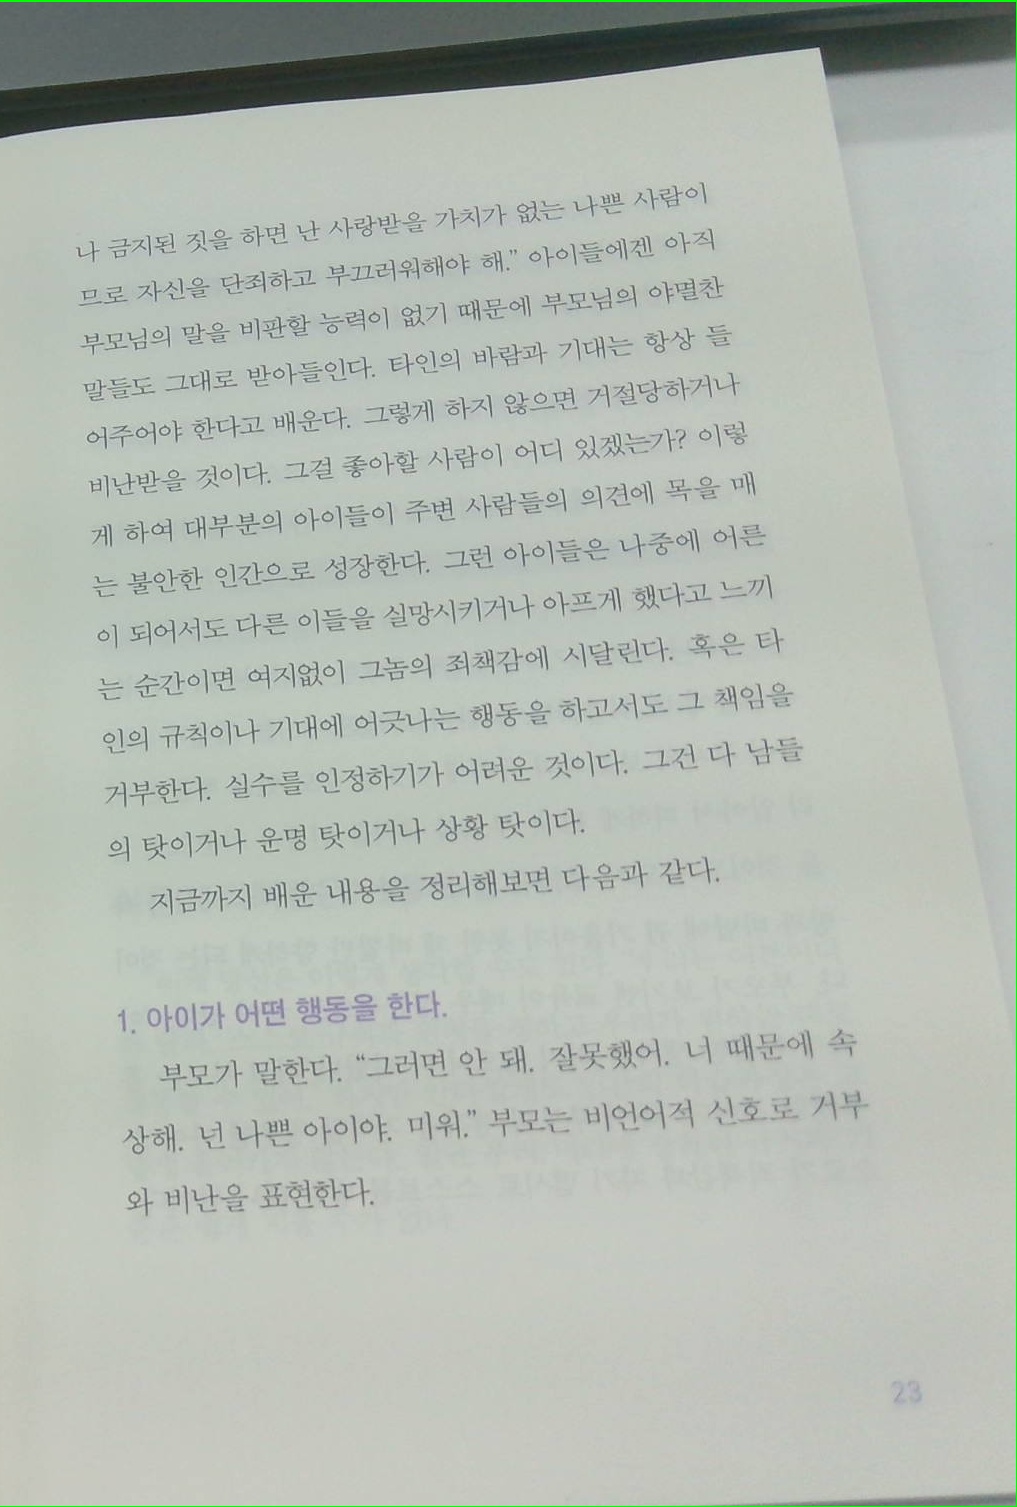 나 금지된 짓을 하면 난 사랑받을 가치가 없는 나쁜 사람이
므로 자신을 단죄하고 부끄러워해야 해.” 아이들에겐 아직
부모님의 말을 비판할 능력이 없기 때문에 부모님의 야멸찬
말들도 그대로 받아들인다. 타인의 바람과 기대는 항상 들
어주어야 한다고 배운다. 그렇게 하지 않으면 거절당하거나
비난받을 것이다. 그걸 좋아할 사람이 어디 있겠는가? 이렇
게 하여 대부분의 아이들이 주변 사람들의 의견에 목을 매
는 불안한 인간으로 성장한다. 그런 아이들은 나중에 어른
이 되어서도 다른 이들을 실망시키거나 아프게 했다고 느끼
는 순간이면 여지없이 그놈의 죄책감에 시달린다. 혹은 타
인의 규칙이나 기대에 어긋나는 행동을 하고서도 그 책임을
거부한다. 실수를 인정하기가 어려운 것이다. 그건 다 남들
의 탓이거나 운명 탓이거나 상황 탓이다.
지금까지 배운 내용을 정리해보면 다음과 같다.
1. 아이가 어떤 행동을 한다.
부모가 말한다. “그러면 안 돼. 잘못했어. 너 때문에 속
상해. 넌 나쁜 아이야. 미워.” 부모는 비언어적 신호로 거부
와 비난을 표현한다.
23